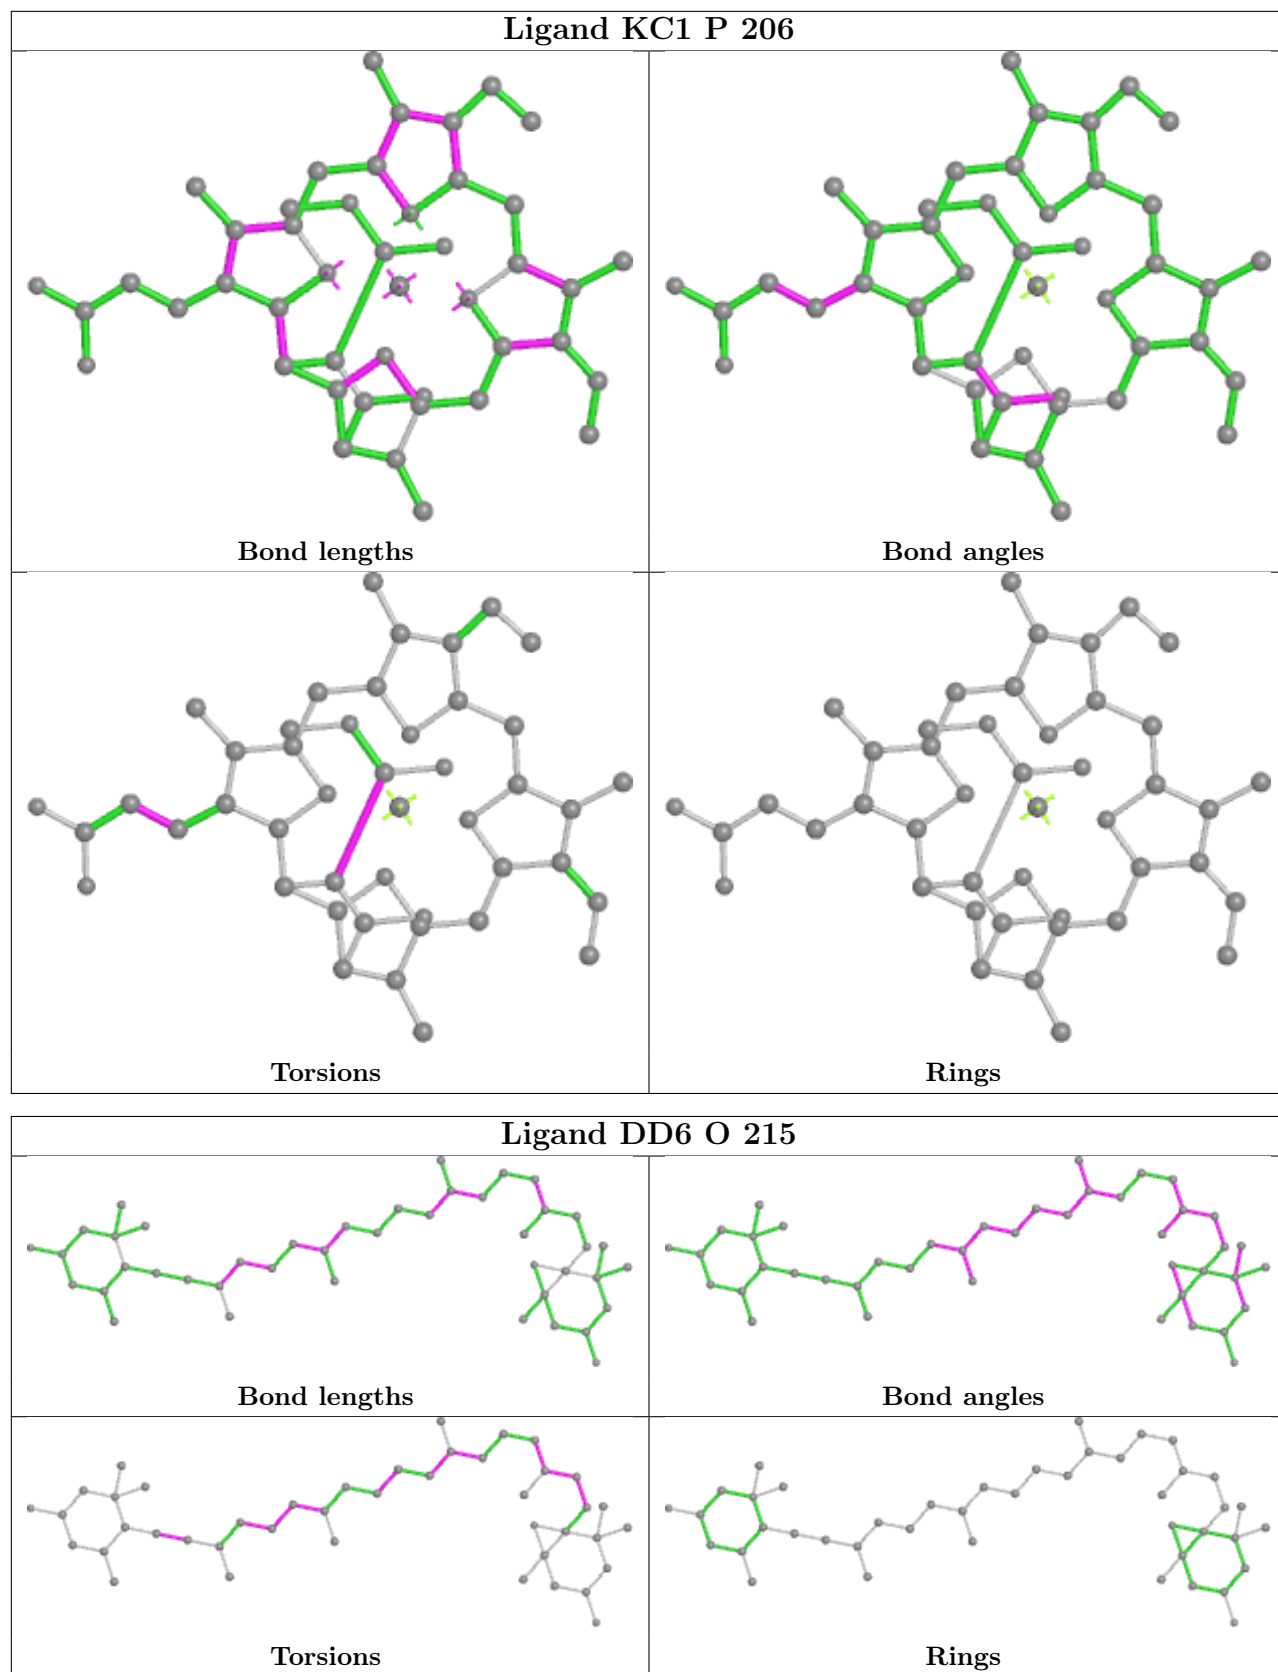 Ligand KC1 P 206
Bond lengths
Bond angles
Torsions
Rings
Ligand DD6 O 215
Bond lengths
Bond angles
Torsions
Rings